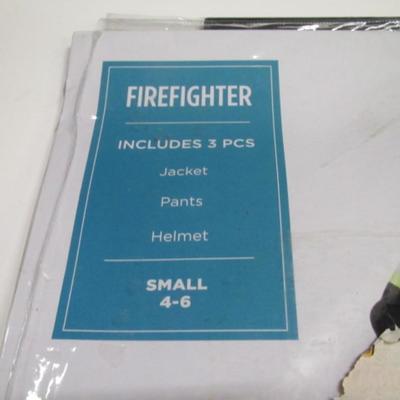 FIREFIGHTER
INCLUDES 3 PCS
Jacket
Pants
Helmet
SMALL
4-6